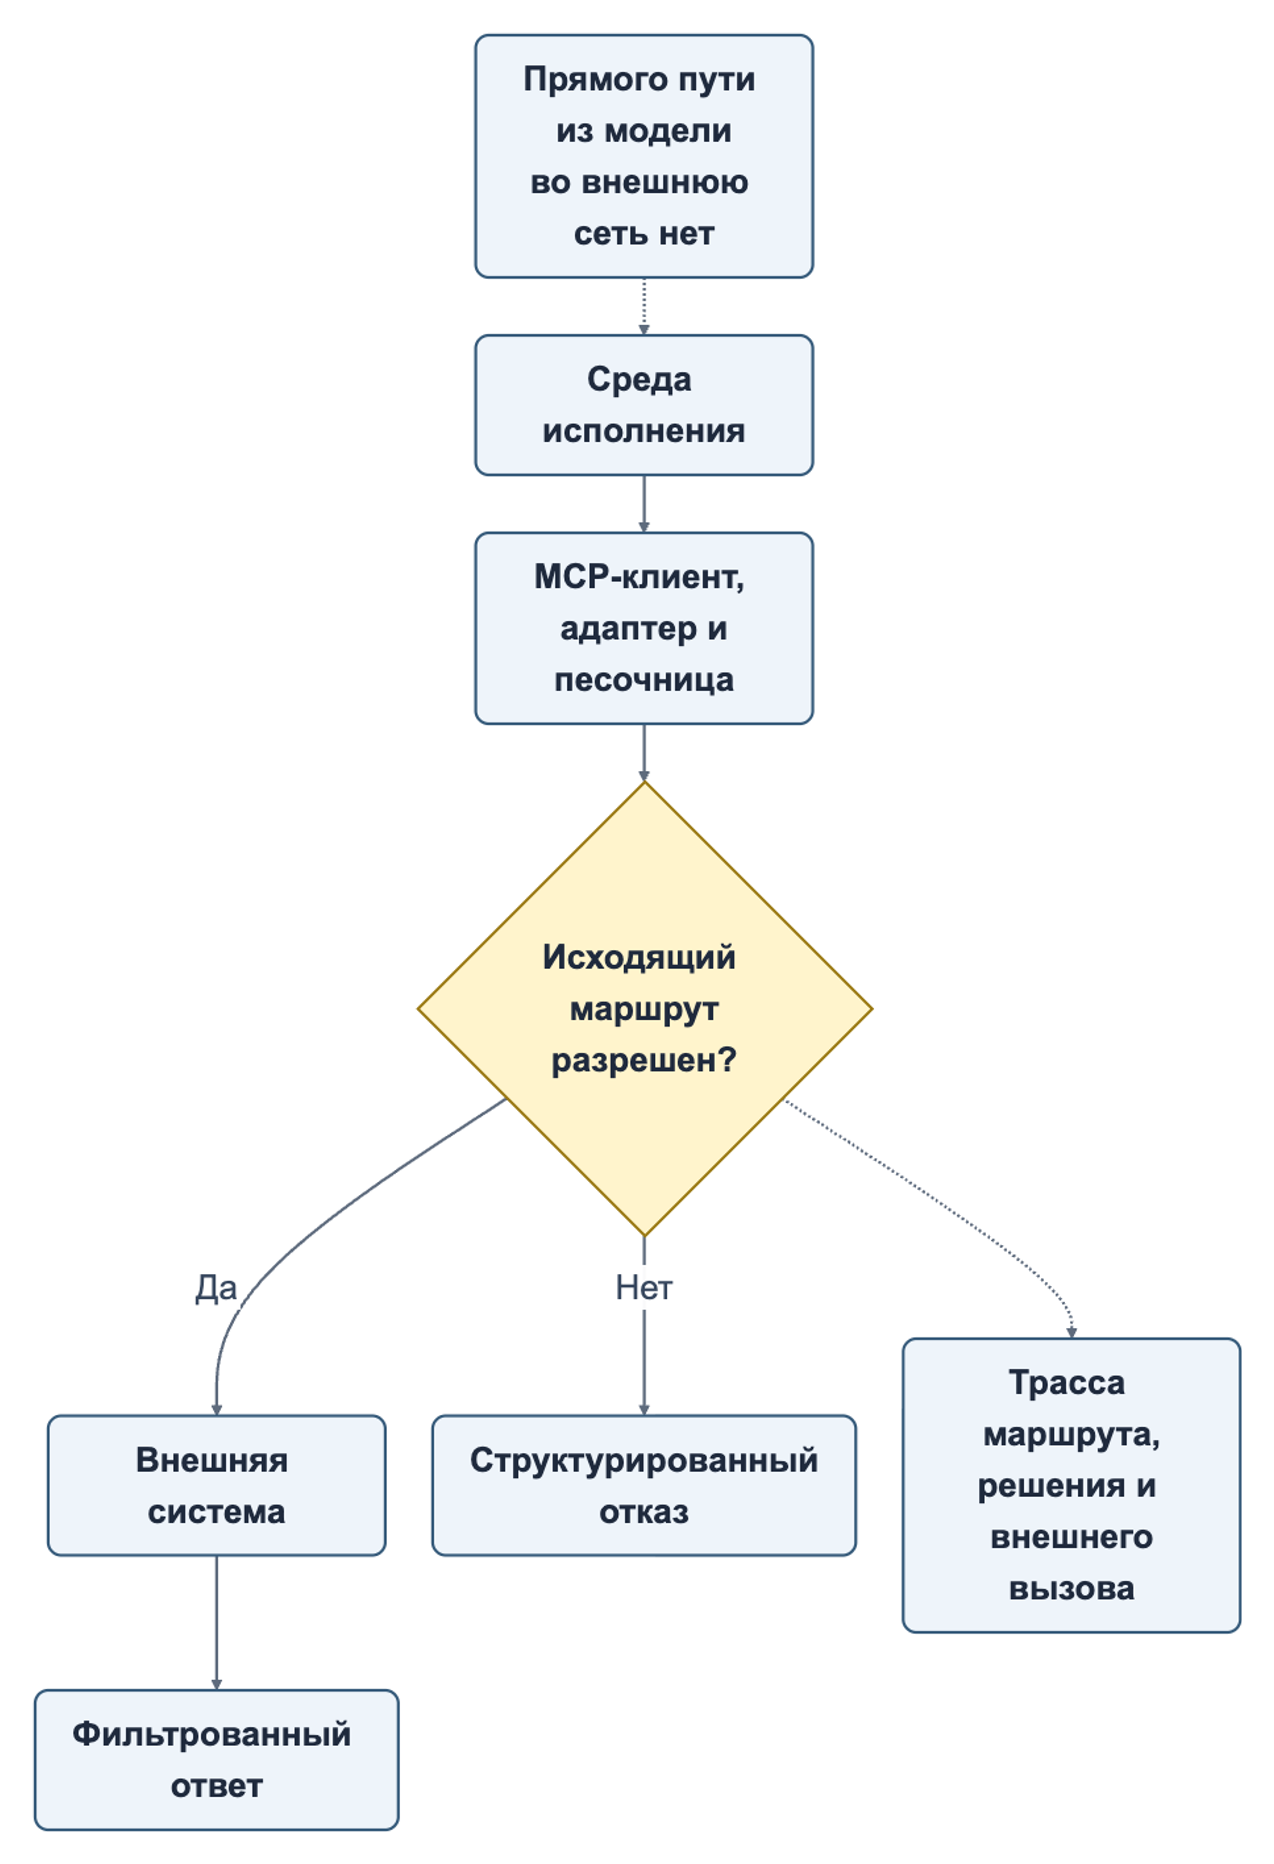 Прямого пути
из модели
во внешнюю
сеть нет
Среда
исполнения
MCP-клиент,
адаптер и
песочница
Исходящий
маршрут
разрешен?
Да
Нет
Внешняя
система
Структурированный
отказ
Трасса
маршрута,
решения и
внешнего
вызова
Фильтрованный
ответ